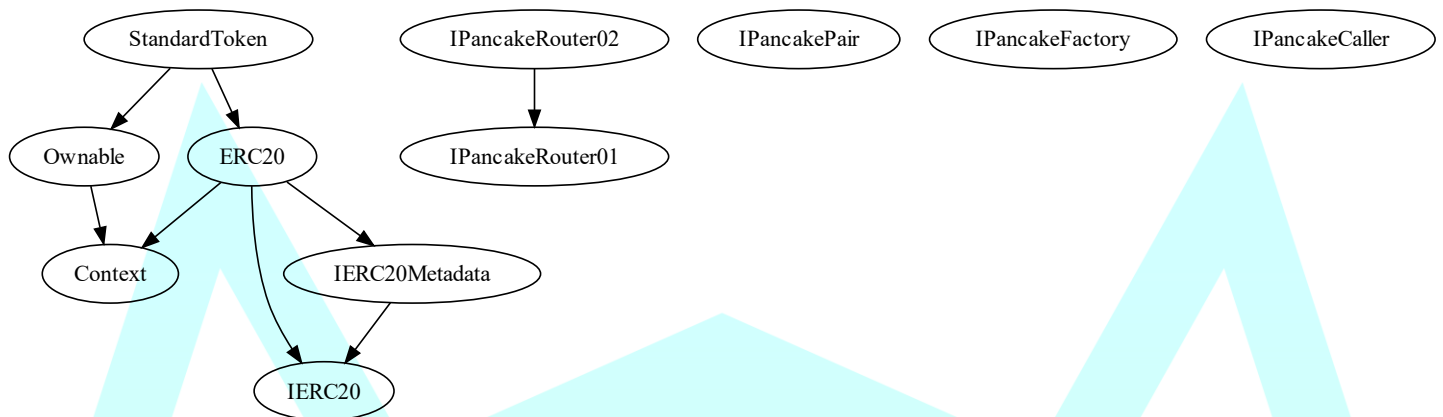 StandardToken
IPancakeRouter02
IPancakePair
IPancakeFactory
IPancakeCaller
Ownable
ERC20
IPancakeRouter01
Context
IERC20Metadata
IERC20